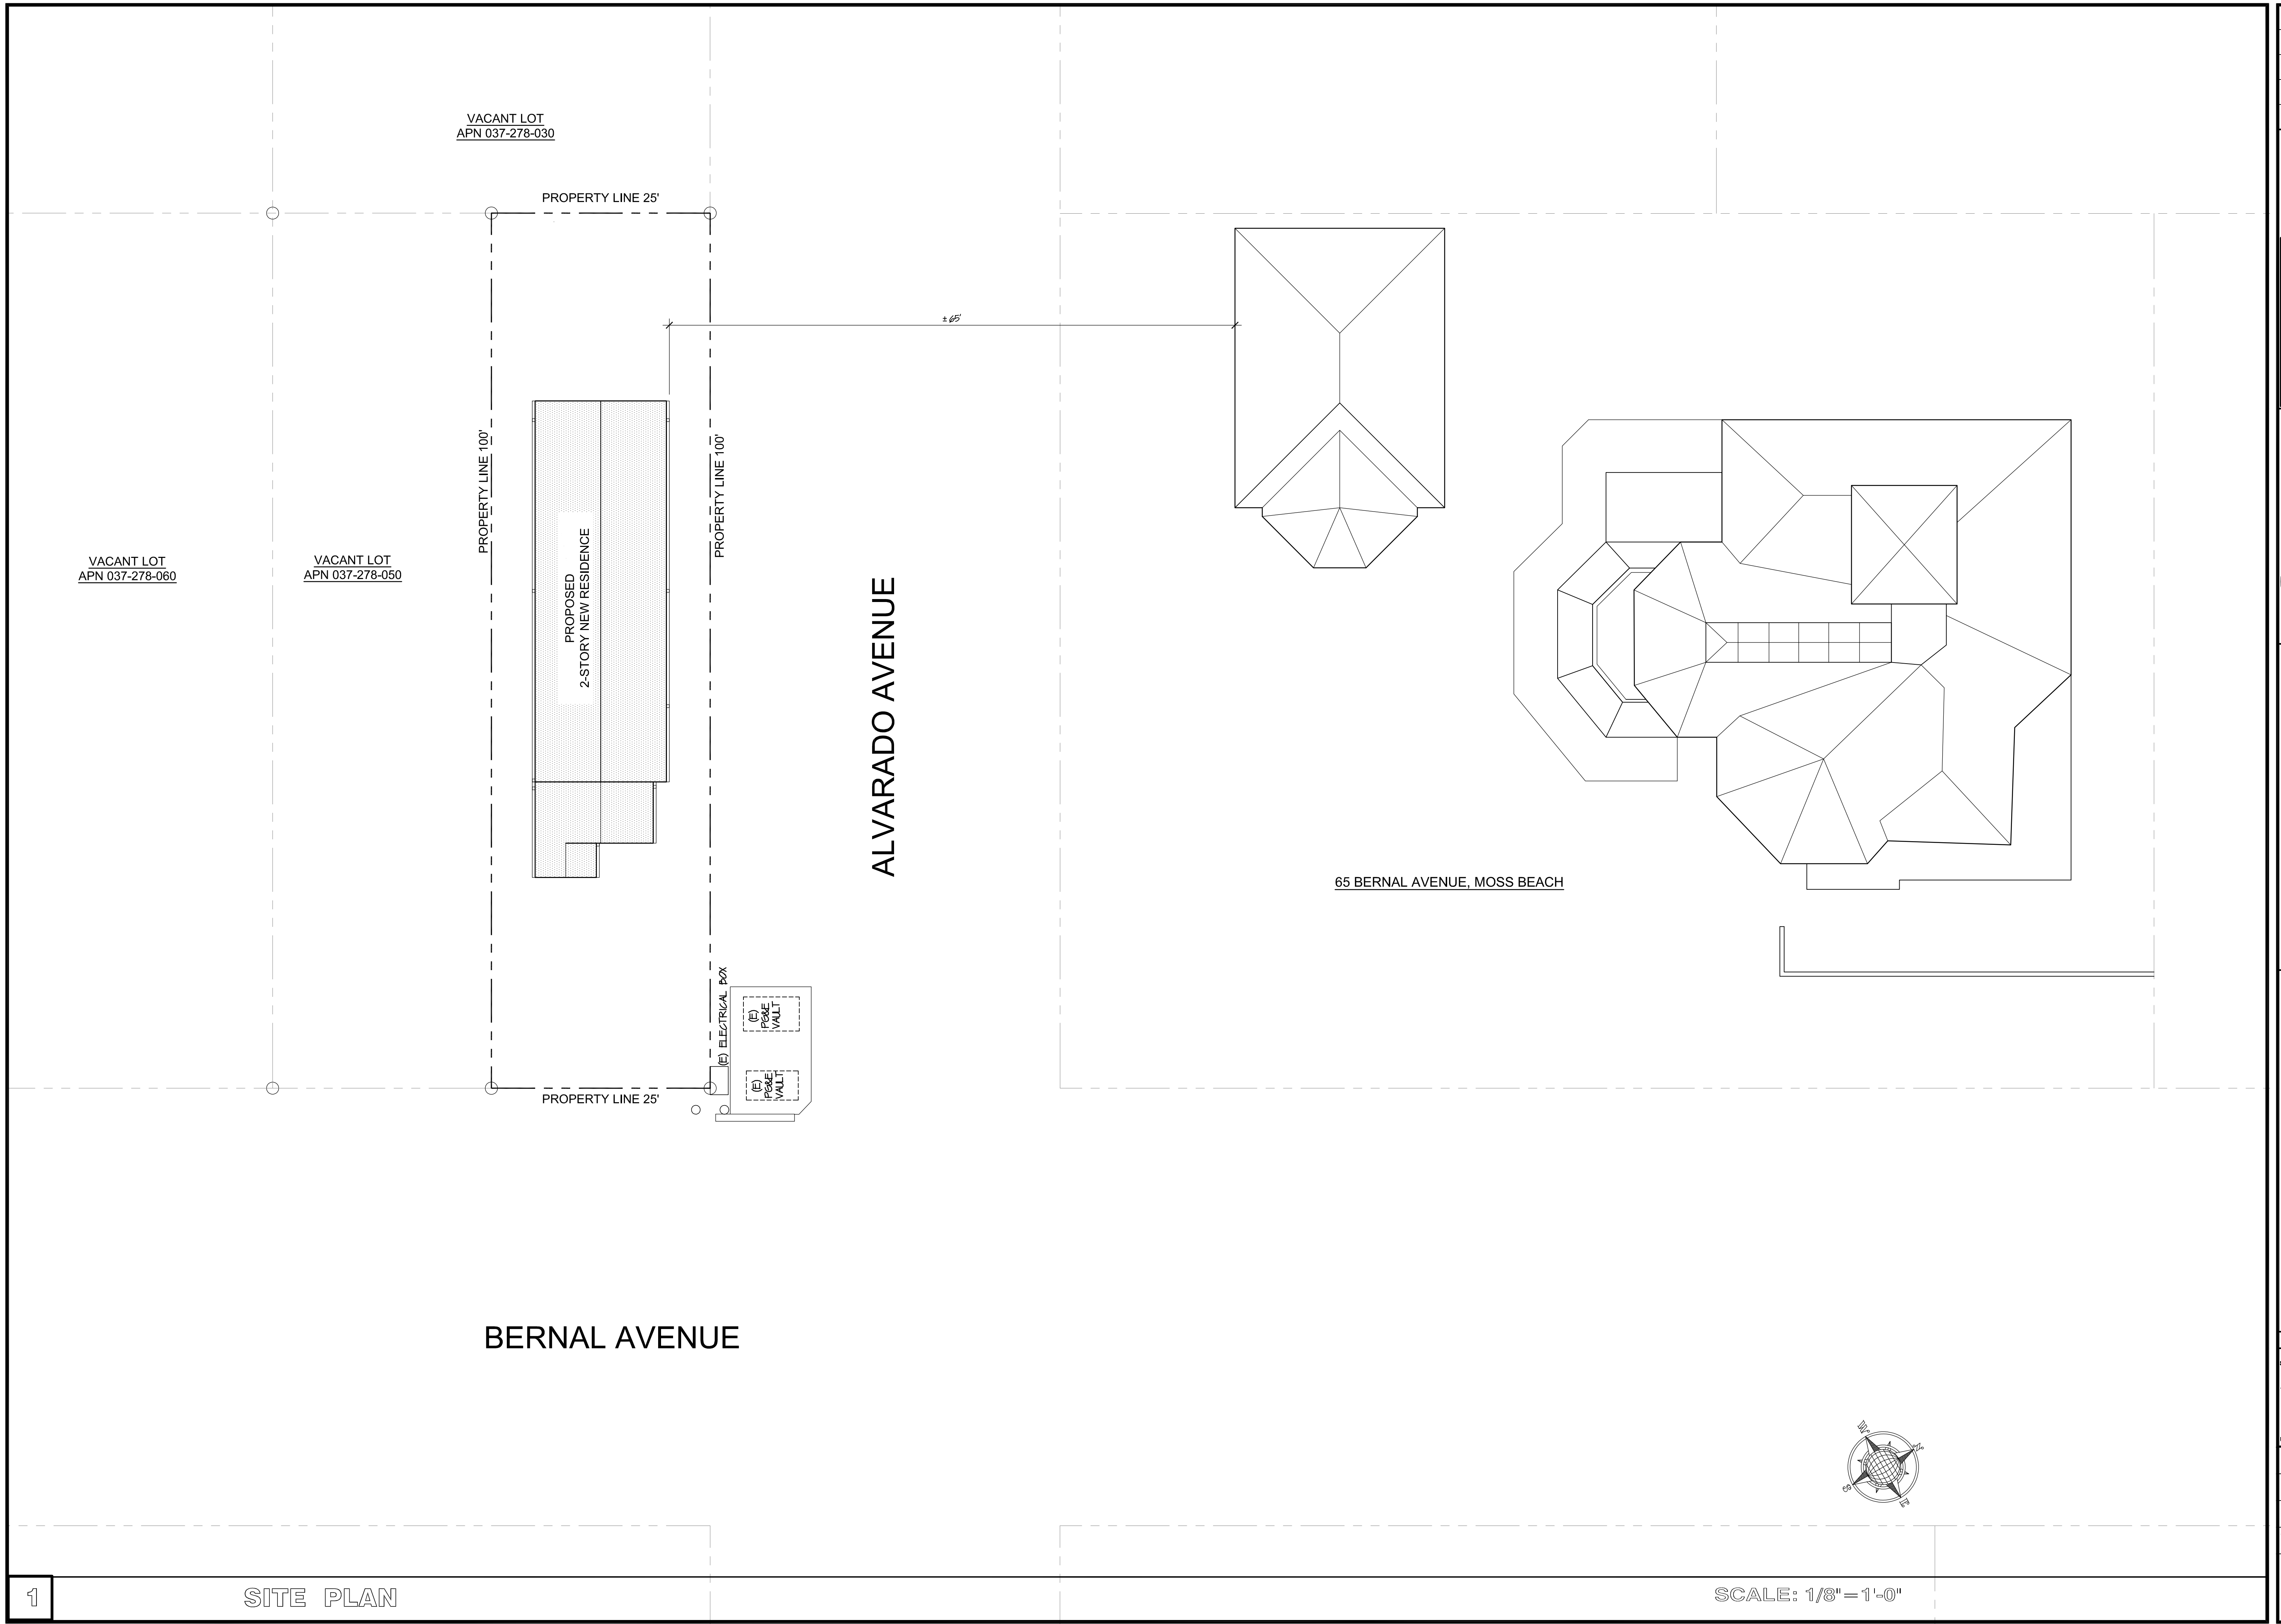 VACANT LOT
APN 037-278-030
PROPERTY LINE 25'
± 65'
PROPERTY LINE 100'
PROPERTY LINE 100'
VACANT LOT
APN 037-278-060
VACANT LOT
APN 037-278-050
PROPOSED
2-STORY NEW RESIDENCE
ALVARADO AVENUE
65 BERNAL AVENUE, MOSS BEACH
(E) ELECTRICAL BOX
(E)
PG&E
VAULT
(E)
PG&E
VAULT
PROPERTY LINE 25'
BERNAL AVENUE
W
N
S
E
1
SITE PLAN
SCALE: 1/8"=1'-0"